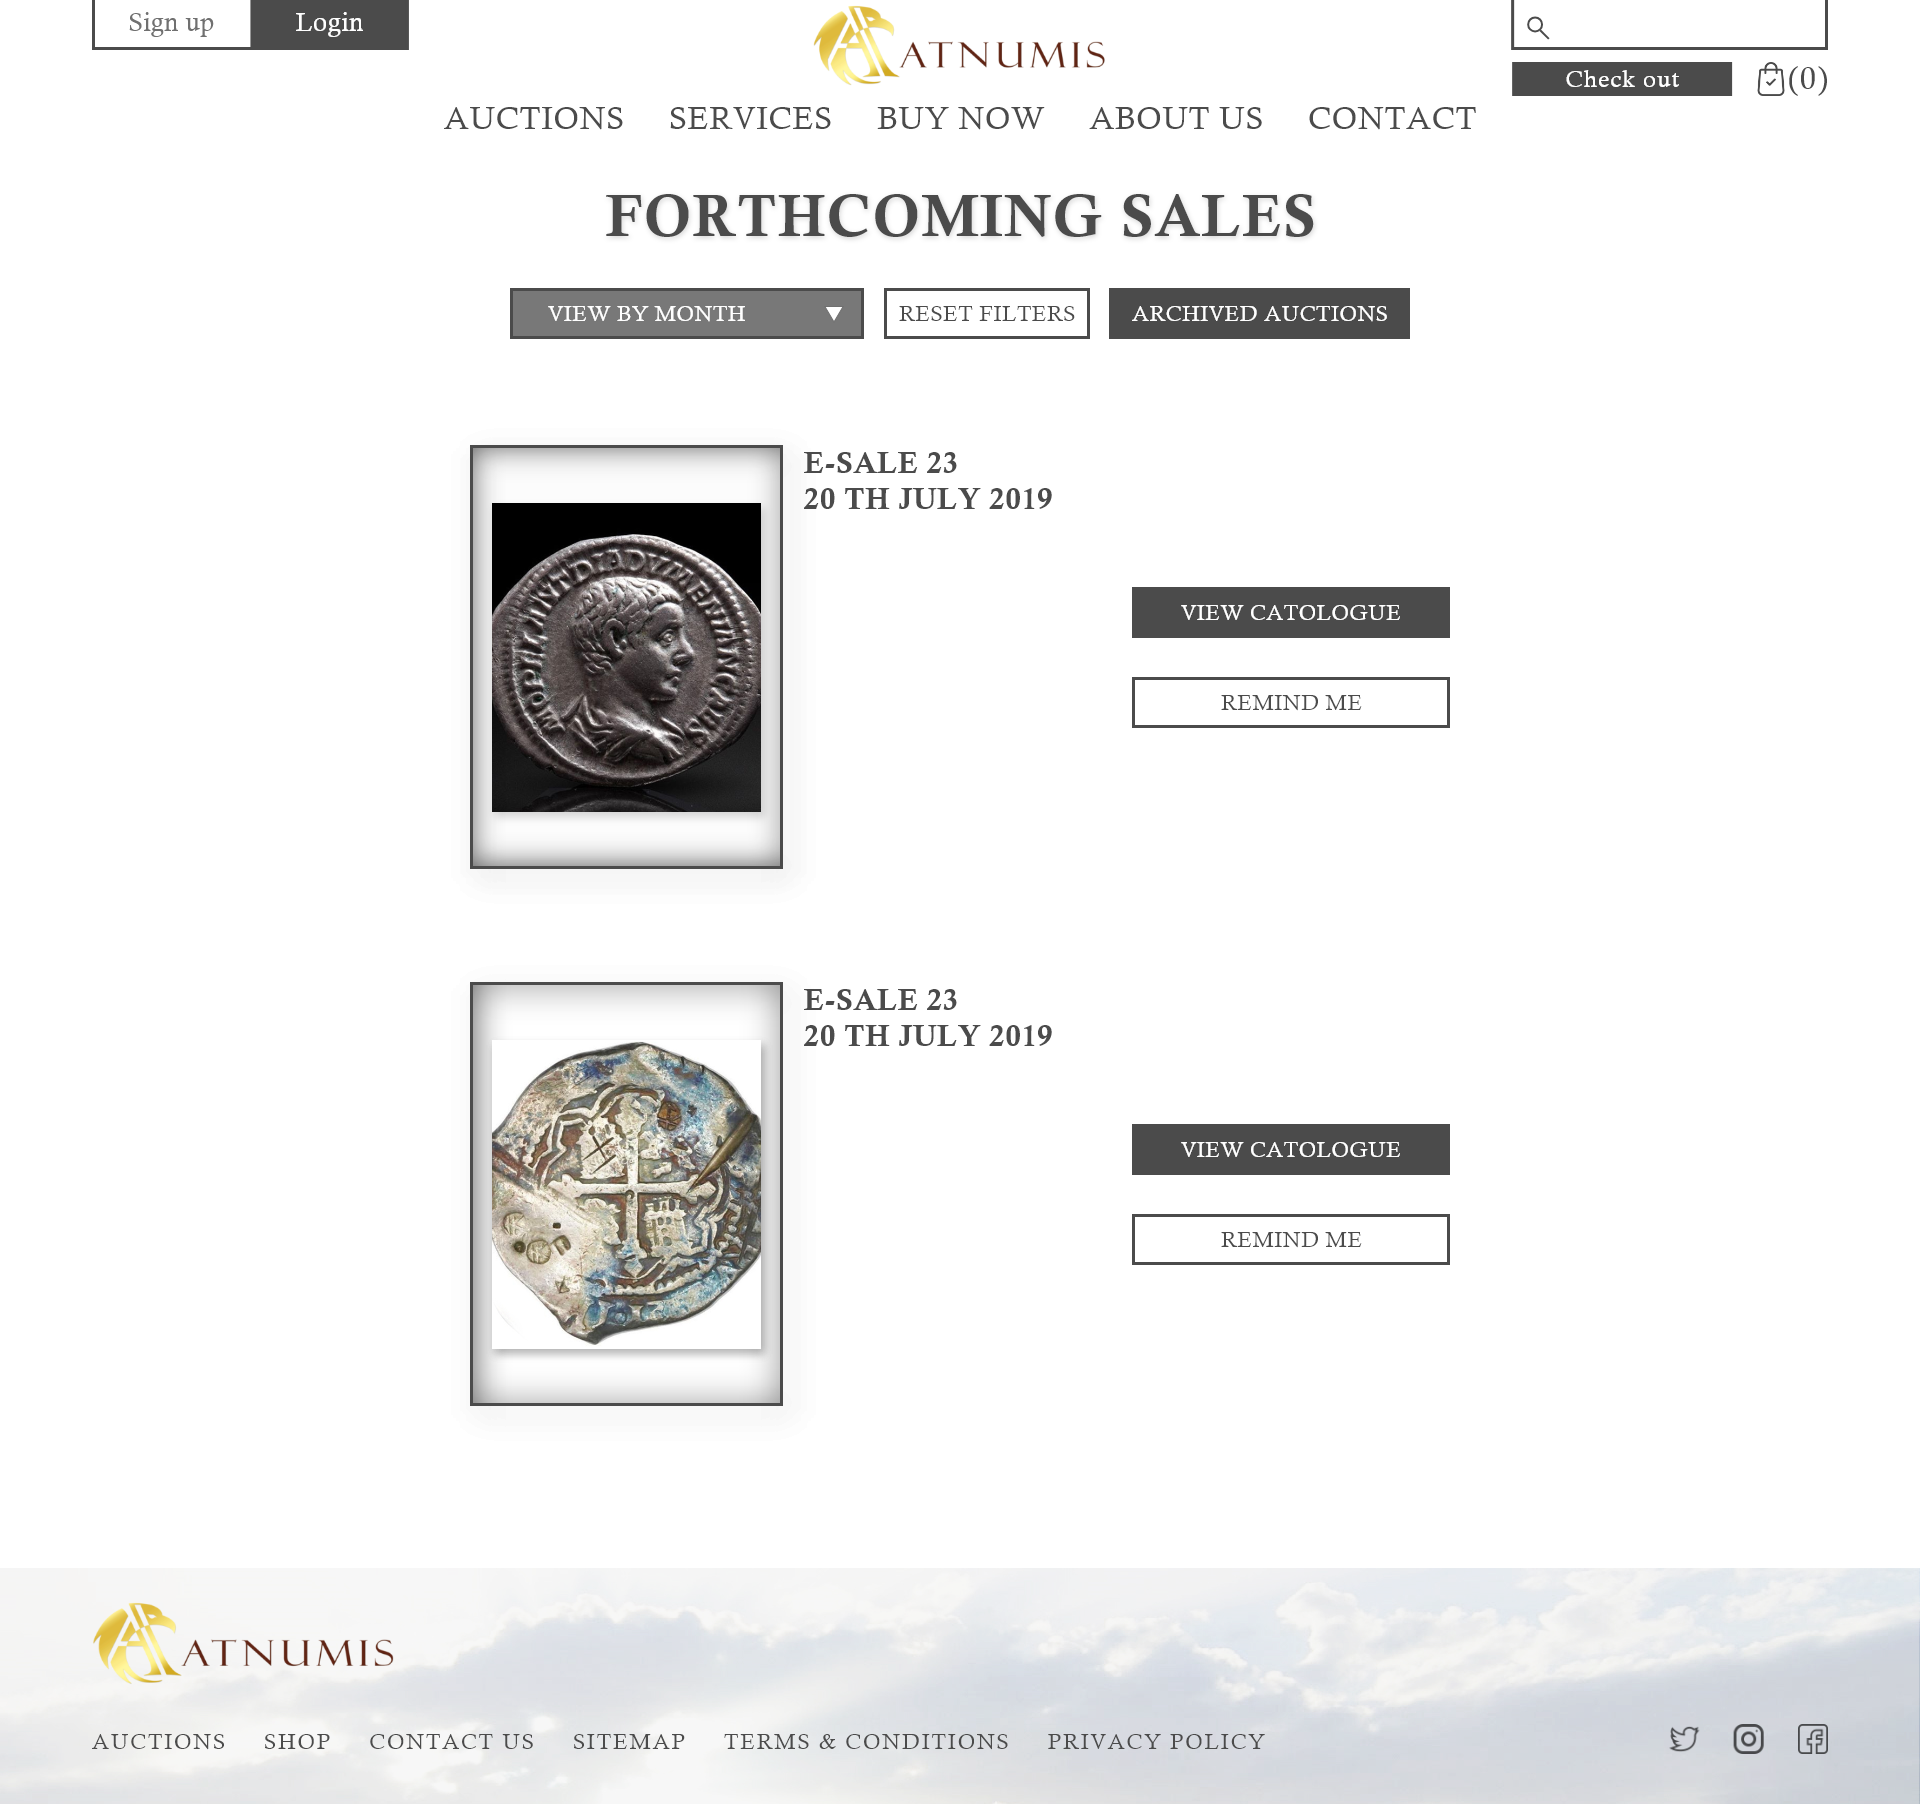 Sign up
Login
ATNUMIS
Check out
(0)
AUCTIONS SERVICES BUY NOW ABOUT US CONTACT
FORTHCOMING SALES
VIEW BY MONTH
RESET FILTERS
ARCHIVED AUCTIONS
E-SALE 23
20 TH JULY 2019
VIEW CATOLOGUE
REMIND ME
E-SALE 23
20 TH JULY 2019
VIEW CATOLOGUE
REMIND ME
ATNUMIS
AUCTIONS SHOP CONTACT US SITEMAP TERMS & CONDITIONS PRIVACY POLICY